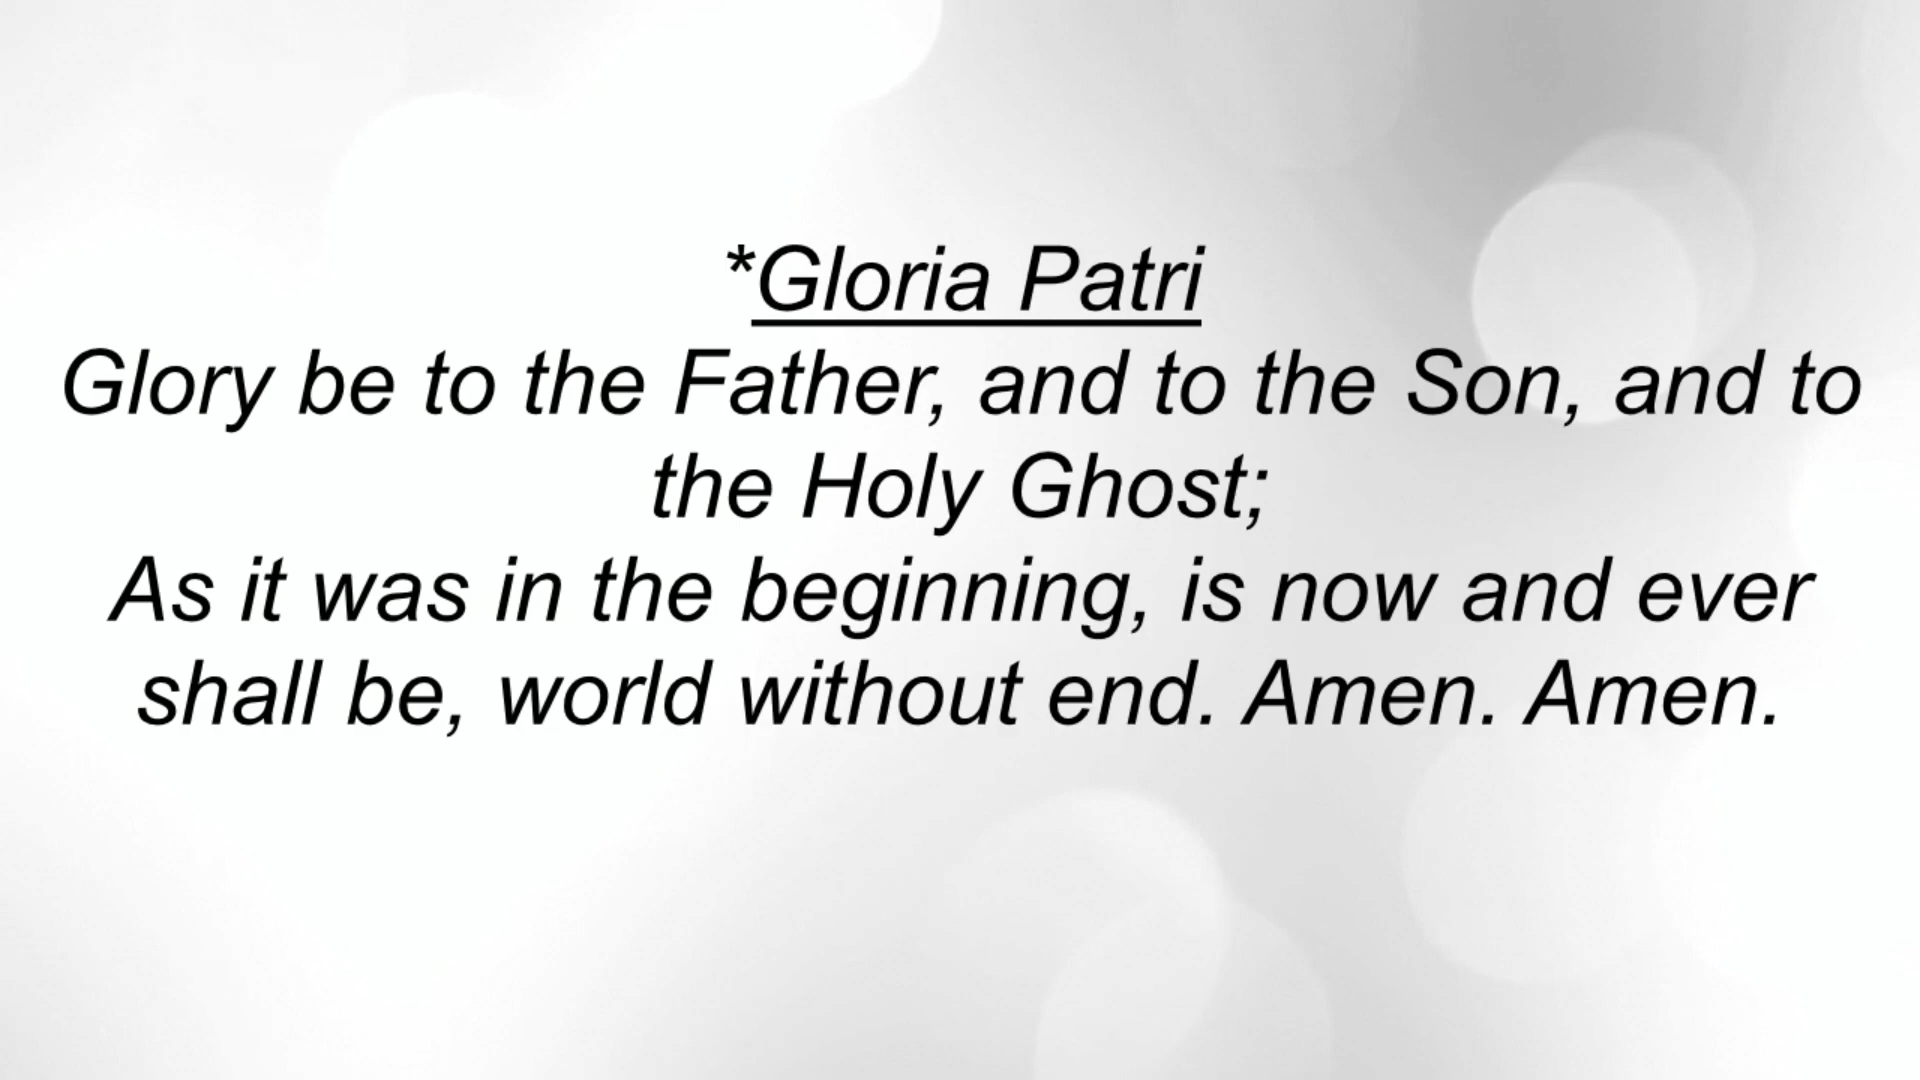 *Gloria Patri
Glory be to the Father, and to the Son, and to
the Holy Ghost;
As it was in the beginning, is now and ever
shall be, world without end. Amen. Amen.